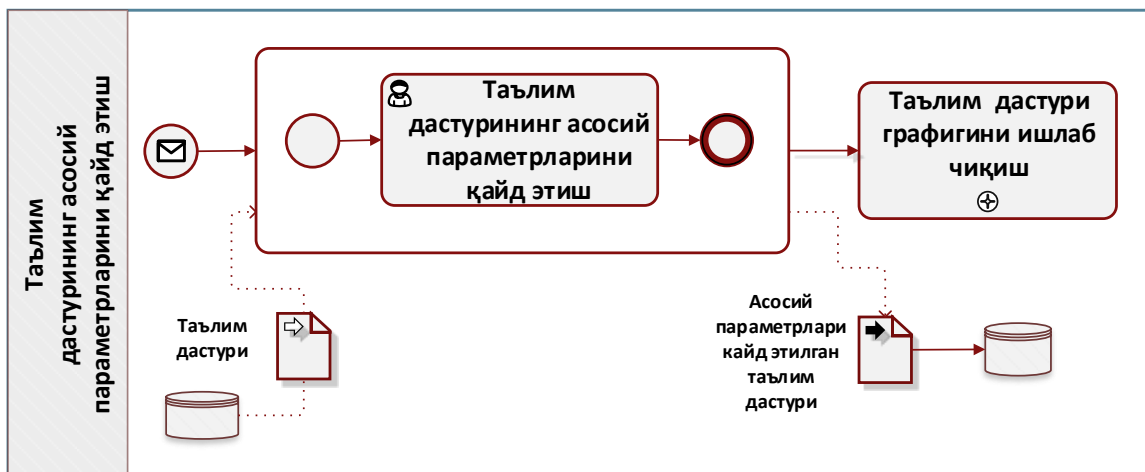 Таълим
дастурининг асосий
параметрларини қайд этиш
Таълим
дастурининг асосий
параметрларини
қайд этиш
Таълим дастури
графигини ишлаб
чиқиш
Таълим
дастури
Асосий
параметрлари
кайд этилган
таълим
дастури